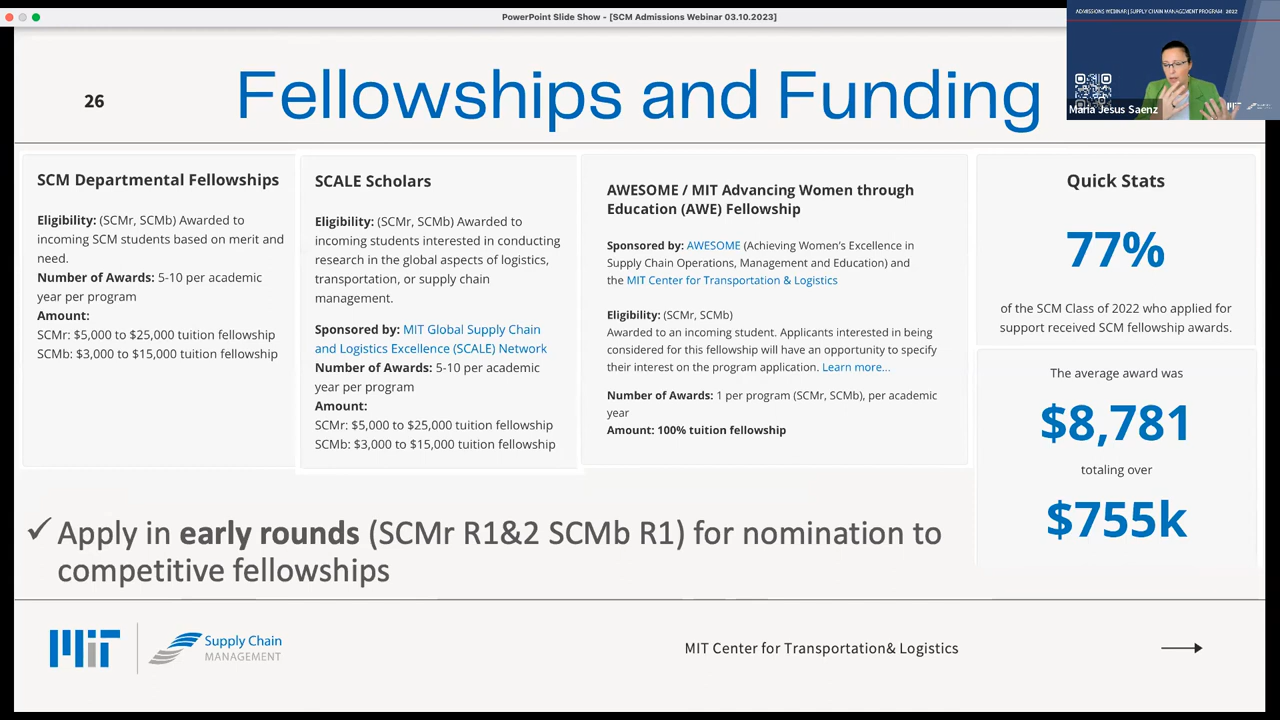 PowerPoint Slide Show - [SCM Admissions Webinar 03.10.2023]
ADMISSIONS WEBINAR | SUPPLY CHAIN MANAGEMENT PROGRAM 2022
Maria Jesus Saenz
26
Fellowships and Funding
SCM Departmental Fellowships
Eligibility: (SCMr, SCMb) Awarded to
incoming SCM students based on merit and
need.
Number of Awards: 5-10 per academic
year per program
Amount:
SCMr: $5,000 to $25,000 tuition fellowship
SCMb: $3,000 to $15,000 tuition fellowship
SCALE Scholars
Eligibility: (SCMr, SCMb) Awarded to
incoming students interested in conducting
research in the global aspects of logistics,
transportation, or supply chain
management.
Sponsored by: MIT Global Supply Chain
and Logistics Excellence (SCALE) Network
Number of Awards: 5-10 per academic
year per program
Amount:
SCMr: $5,000 to $25,000 tuition fellowship
SCMb: $3,000 to $15,000 tuition fellowship
AWESOME / MIT Advancing Women through
Education (AWE) Fellowship
Sponsored by: AWESOME (Achieving Women's Excellence in
Supply Chain Operations, Management and Education) and
the MIT Center for Transportation & Logistics
Eligibility: (SCMr, SCMb)
Awarded to an incoming student. Applicants interested in being
considered for this fellowship will have an opportunity to specify
their interest on the program application. Learn more...
Number of Awards: 1 per program (SCMr, SCMb), per academic
year
Amount: 100% tuition fellowship
Quick Stats
77%
of the SCM Class of 2022 who applied for
support received SCM fellowship awards.
The average award was
$8,781
totaling over
$755k
✓ Apply in early rounds (SCMr R1&2 SCMb R1) for nomination to
competitive fellowships
MIT
Supply Chain
MANAGEMENT
MIT Center for Transportation& Logistics